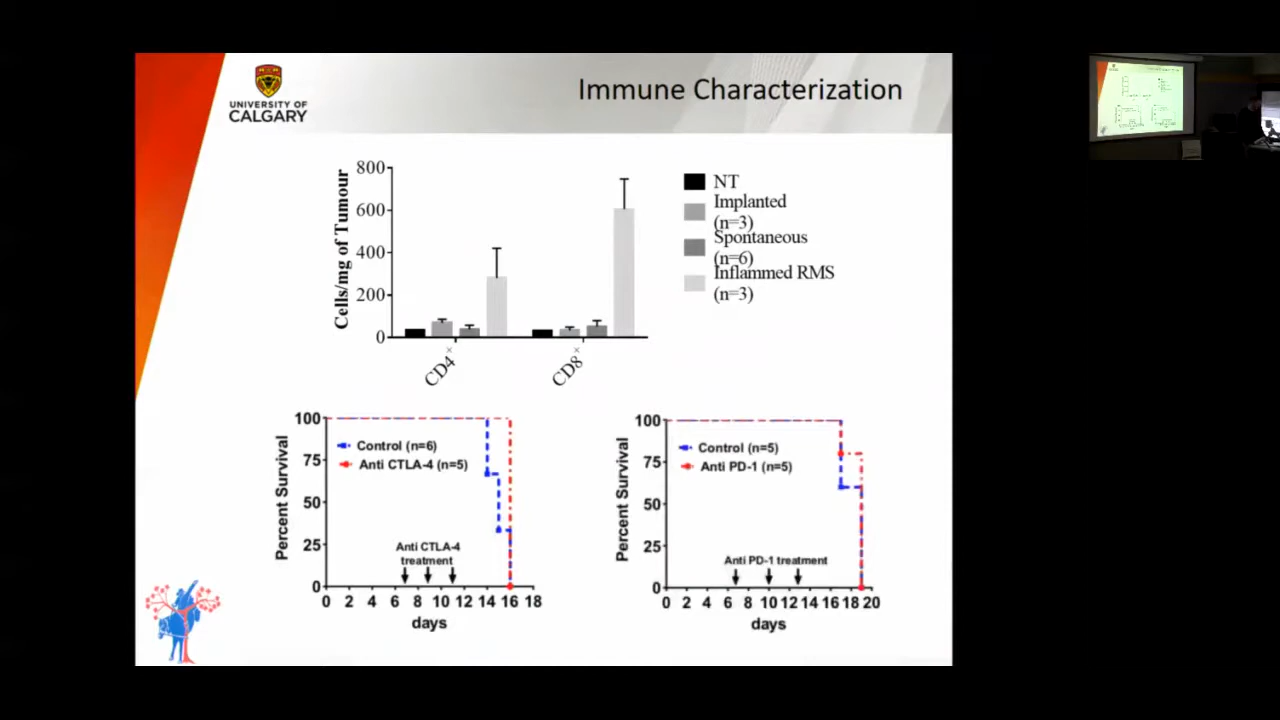 UNIVERSITY OF
CALGARY
Immune Characterization
Cells/mg of Tumour
800
600
400
200
0
CD4+
CD8+
NT
Implanted
(n=3)
Spontaneous
(n=6)
Inflammed RMS
(n=3)
Percent Survival
100
75
50
25
0
Control (n=6)
Anti CTLA-4 (n=5)
Anti CTLA-4
treatment
0 2 4 6 8 10 12 14 16 18
days
Percent Survival
100
75
50
25
0
Control (n=5)
Anti PD-1 (n=5)
Anti PD-1 treatment
0 2 4 6 8 10 12 14 16 18 20
days